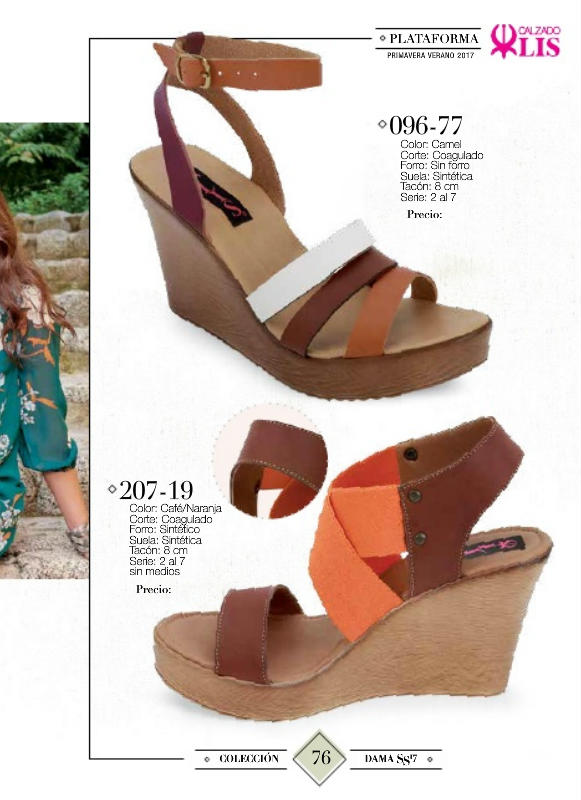 PLATAFORMA
PRIMAVERA VERANO 2017
CALZADO
LIS
096-77
Color: Camel
Corte: Coagulado
Forro: Sin forro
Suela: Sintética
Tacón: 8 cm
Serie: 2 al 7
Precio:
207-19
Color: Café/Naranja
Corte: Coagulado
Forro: Sintético
Suela: Sintética
Tacón: 8 cm
Serie: 2 al 7
sin medios
Precio:
COLECCIÓN
76
DAMA SS'7